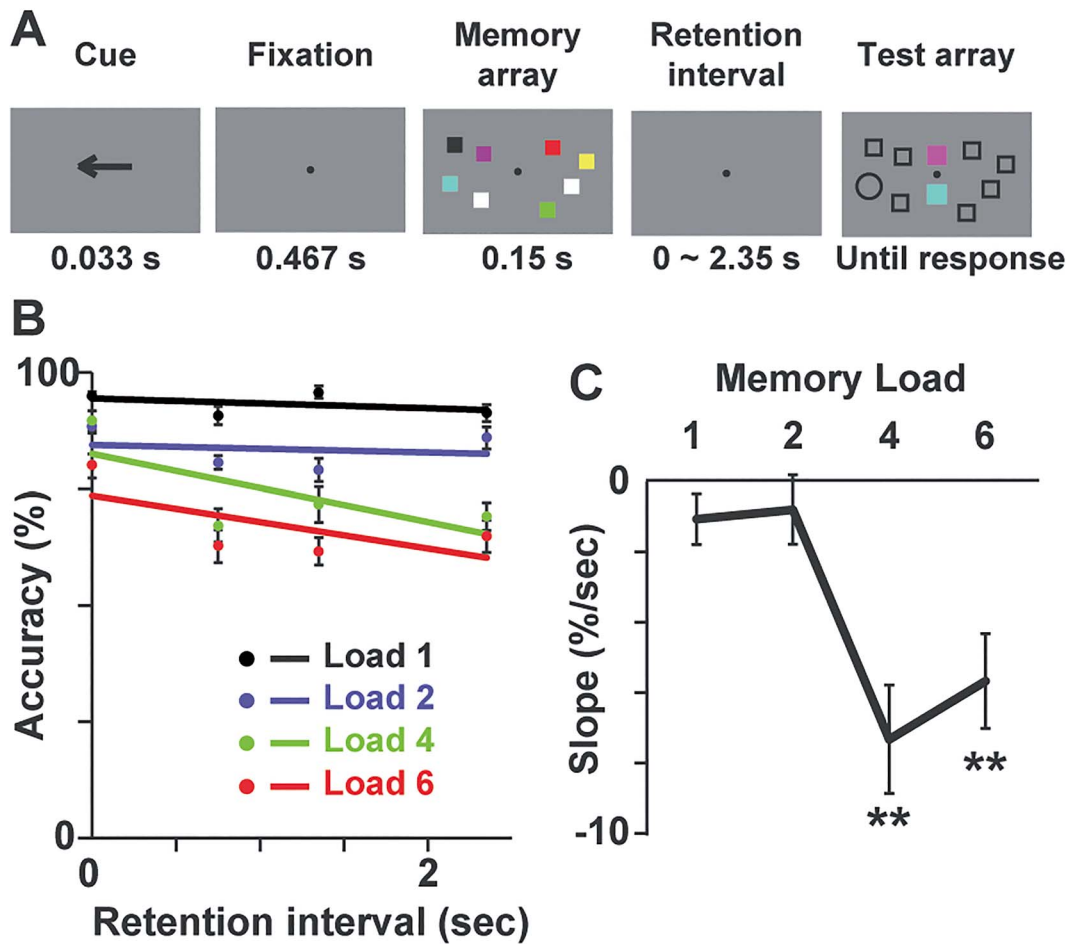 A
Cue
Fixation
Memory
array
Retention
interval
Test array
0.033 s
0.467 s
0.15 s
0 ~ 2.35 s
Until response
B
100
0
Accuracy (%)
Load 1
Load 2
Load 4
Load 6
0
2
Retention interval (sec)
C
Memory Load
1
2
4
6
0
-10
Slope (%/sec)
**
**